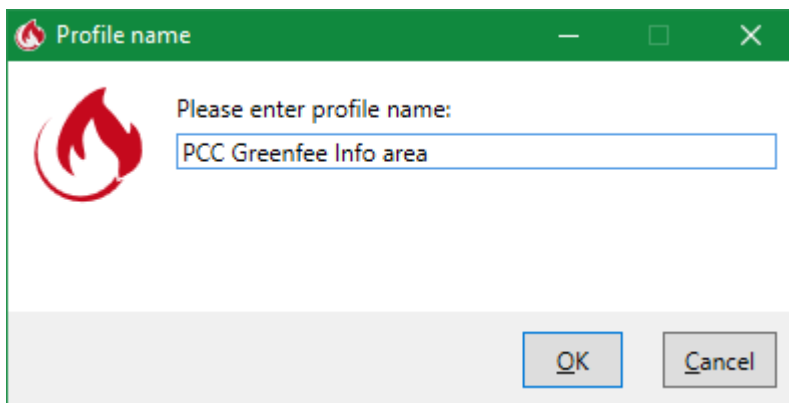 Profile name
Please enter profile name:
PCC Greenfee Info area
OK
Cancel